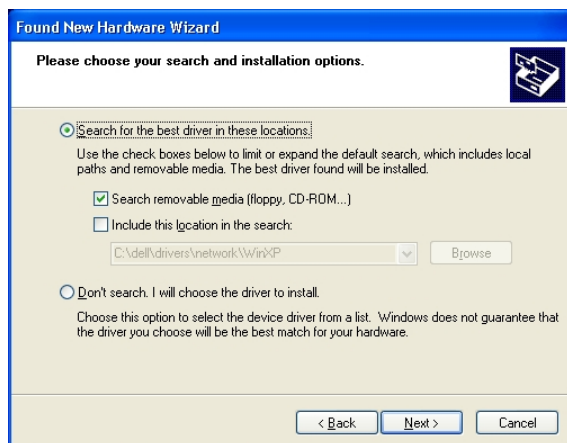 Found New Hardware Wizard
Please choose your search and installation options.
Search for the best driver in these locations.
Use the check boxes below to limit or expand the default search, which includes local
paths and removable media. The best driver found will be installed.
Search removable media (floppy, CD-ROM...)
Include this location in the search:
C:\dell\drivers\network\WinXP
Browse
Don't search. I will choose the driver to install.
Choose this option to select the device driver from a list. Windows does not guarantee that
the driver you choose will be the best match for your hardware.
< Back
Next >
Cancel